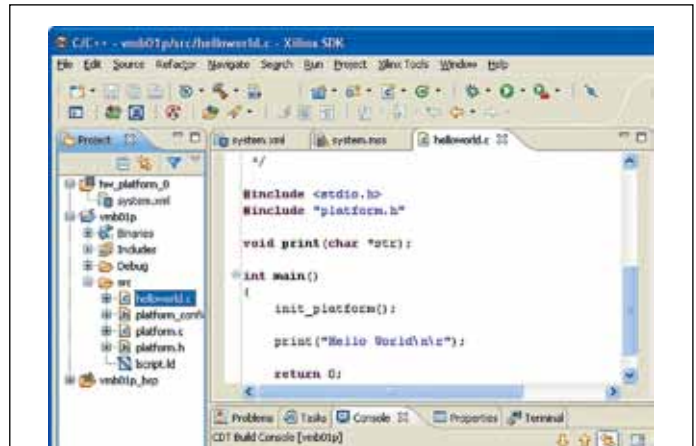 C/C++ - vmb01p/src/helloworld.c - Xilinx SDK
File Edit Source Refactor Navigate Search Run Project Xilinx Tools Window Help
Project
system.xml system.mss helloworld.c
hw_platform_0
system.xml
vmb01p
Binaries
Includes
Debug
src
helloworld.c
platform_confi
platform.c
platform.h
lscript.ld
vmb01p_bsp
*/
#include <stdio.h>
#include "platform.h"
void print(char *str);
int main()
{
init_platform();
print("Hello World\n\r");
return 0;
Problems Tasks Console Properties Terminal
CDT Build Console [vmb01p]